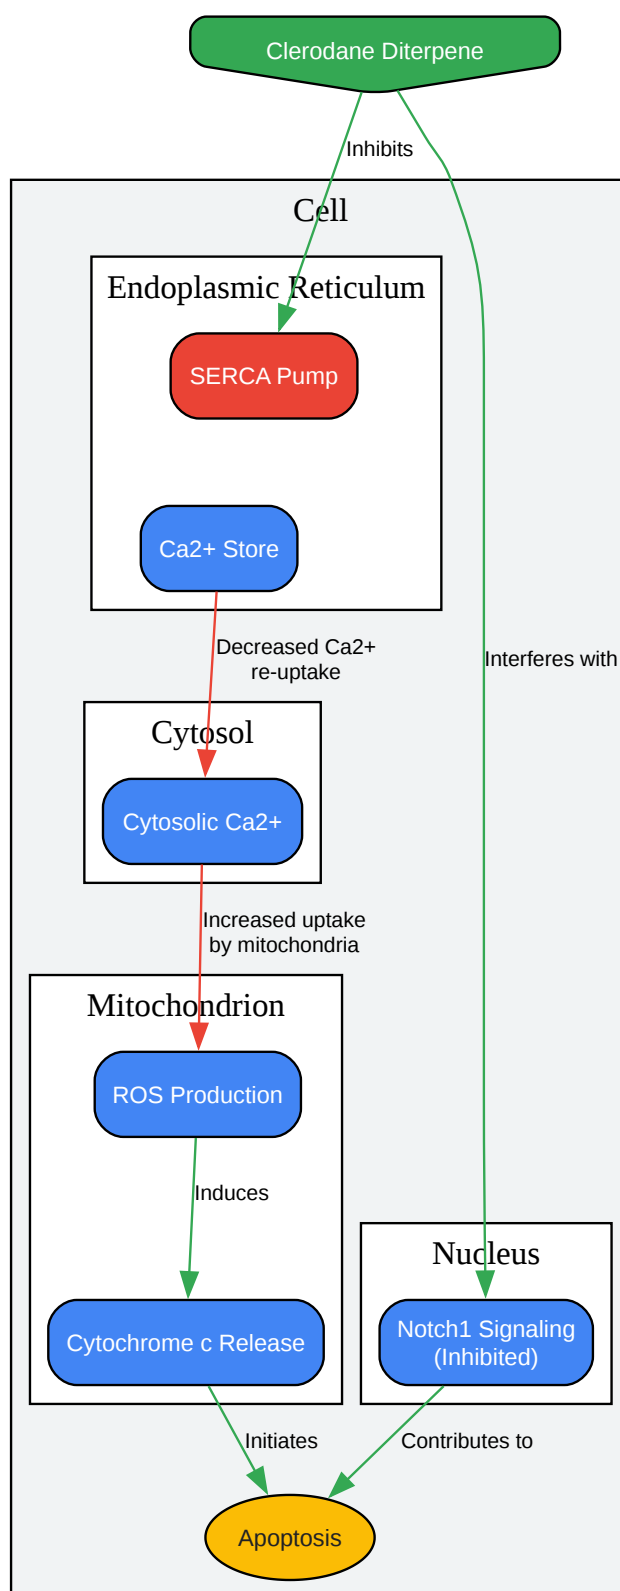 Clerodane Diterpene
Inhibits
Cell
Endoplasmic Reticulum
SERCA Pump
Ca2+ Store
Decreased Ca2+
re-uptake
Interferes with
Cytosol
Cytosolic Ca2+
Increased uptake
by mitochondria
Mitochondrion
ROS Production
Induces
Nucleus
Cytochrome c Release
Notch1 Signaling
(Inhibited)
Initiates
Contributes to
Apoptosis